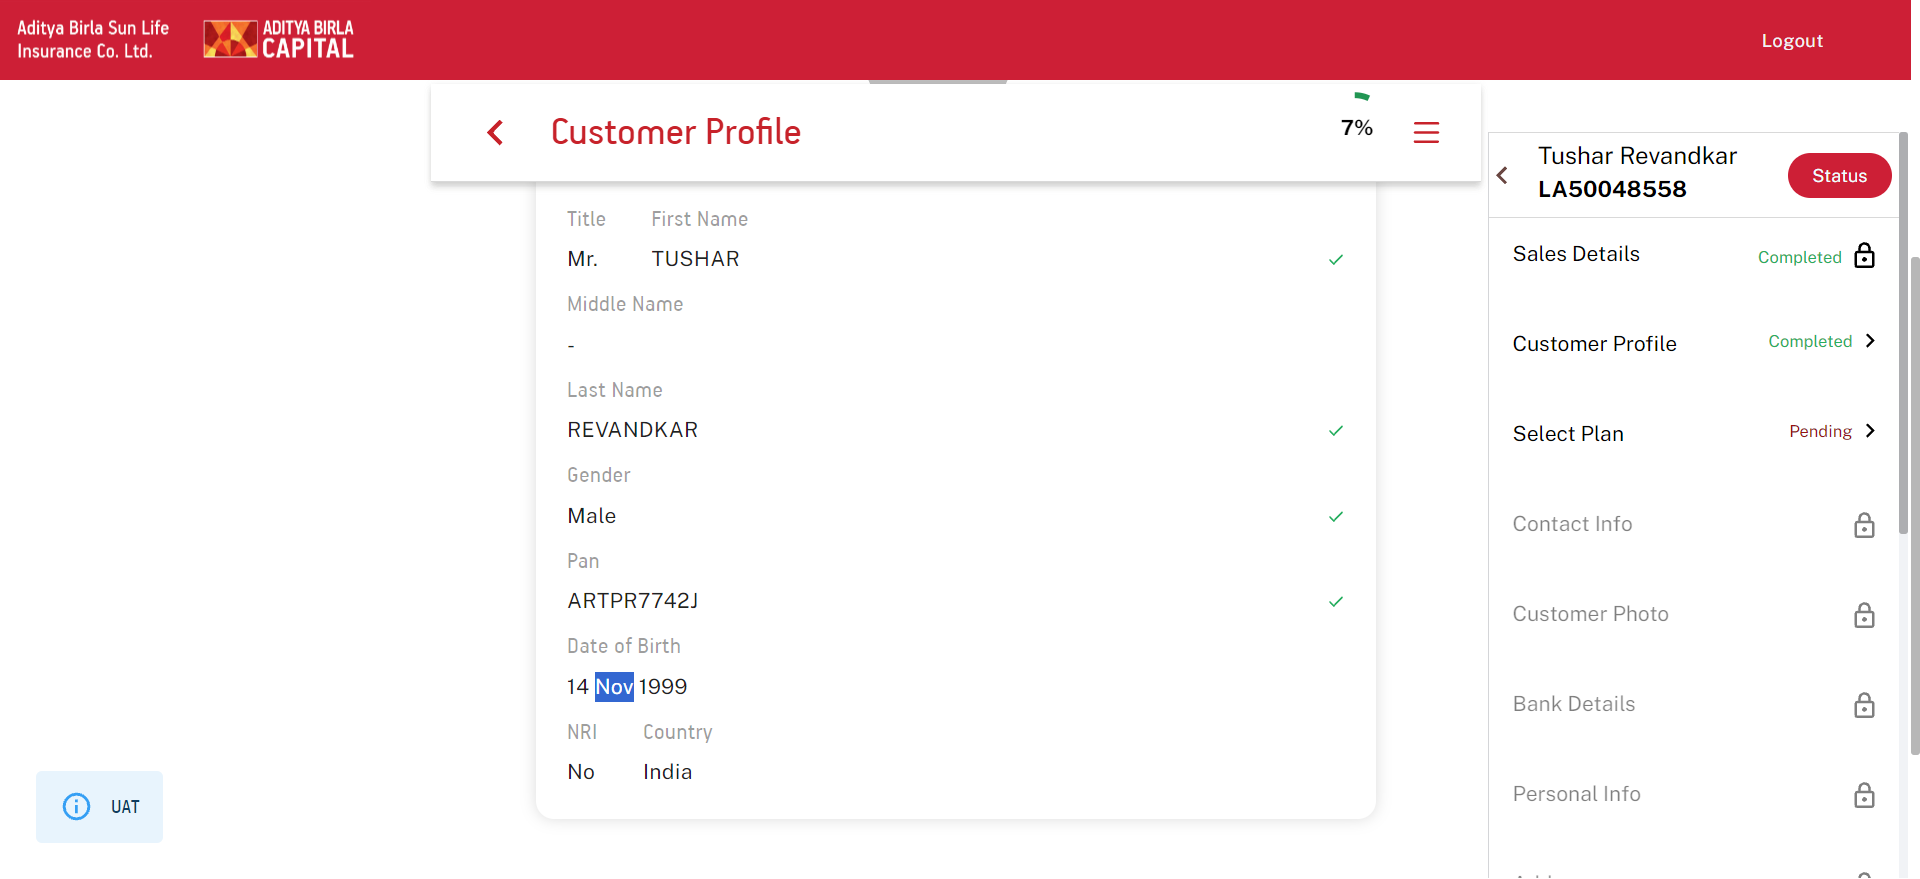 Aditya Birla Sun Life
Insurance Co. Ltd.
ADITYA BIRLA
CAPITAL
Logout
Customer Profile
7%
Title First Name
Mr. TUSHAR
Middle Name
-
Last Name
REVANDKAR
Gender
Male
Pan
ARTPR7742J
Date of Birth
14 Nov 1999
NRI Country
No India
UAT
Tushar Revandkar
LA50048558
Status
Sales Details Completed
Customer Profile Completed
Select Plan Pending
Contact Info
Customer Photo
Bank Details
Personal Info